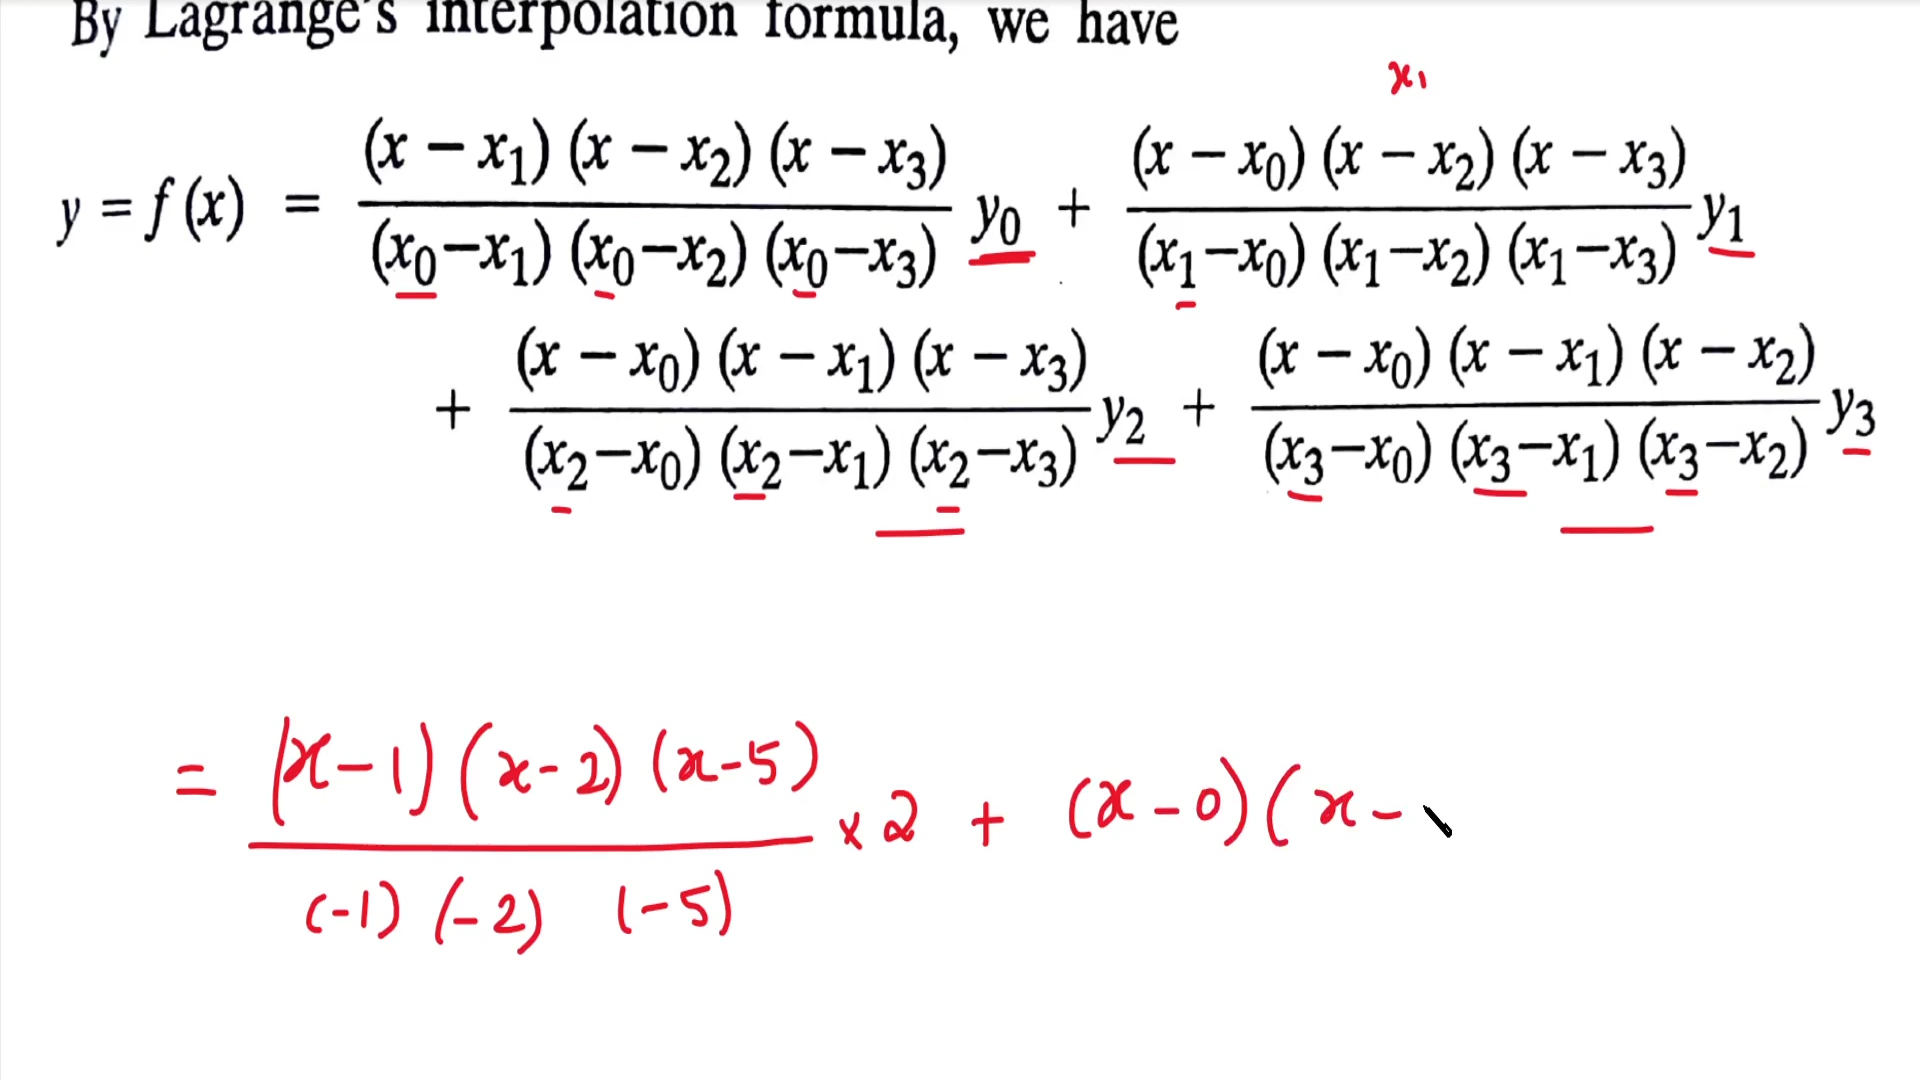 By Lagrange's interpolation formula, we have
x₁
y = f(x) = (x − x₁)(x − x₂)(x − x₃) / (x₀−x₁)(x₀−x₂)(x₀−x₃) y₀ + (x − x₀)(x − x₂)(x − x₃) / (x₁−x₀)(x₁−x₂)(x₁−x₃) y₁
+ (x − x₀)(x − x₁)(x − x₃) / (x₂−x₀)(x₂−x₁)(x₂−x₃) y₂ + (x − x₀)(x − x₁)(x − x₂) / (x₃−x₀)(x₃−x₁)(x₃−x₂) y₃
= (x−1)(x−2)(x−5) / (−1)(−2)(−5) × 2 + (x−0)(x−